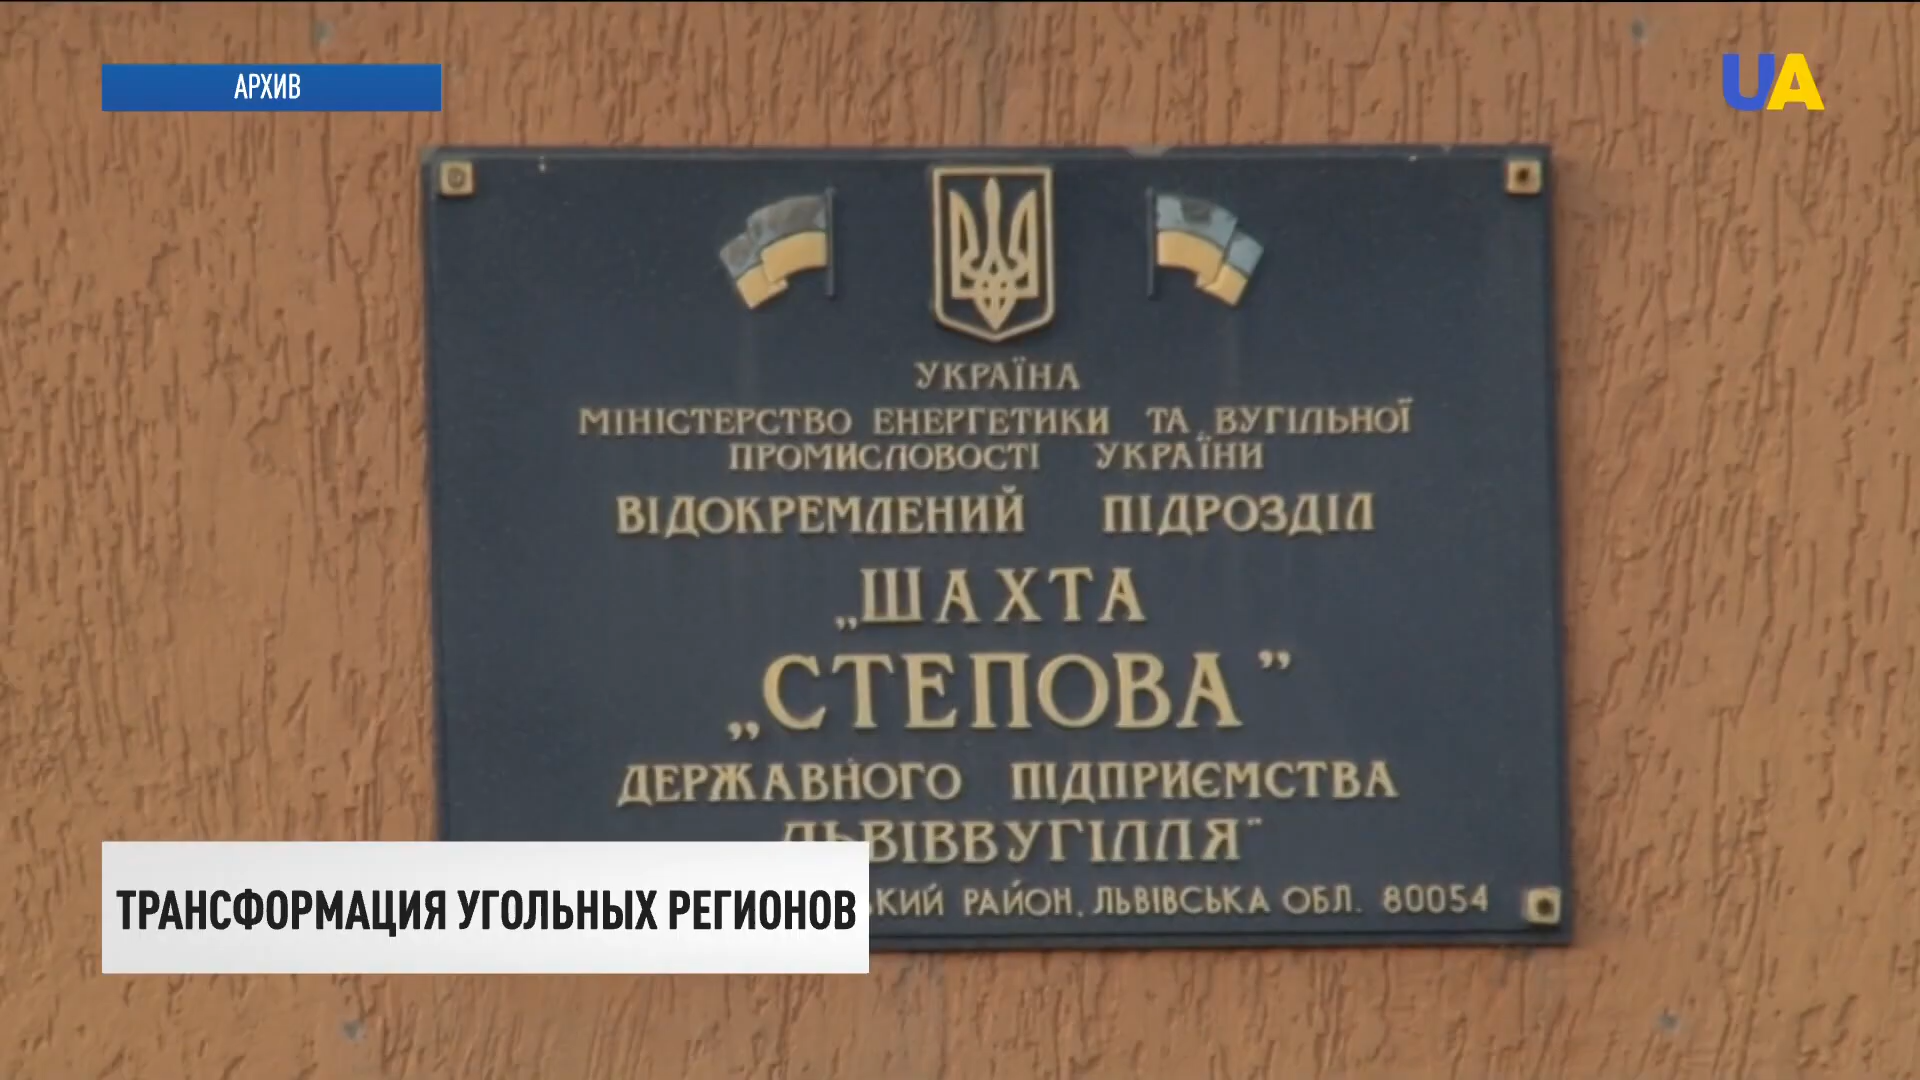 АРХИВ
UA
УКРАЇНА
МІНІСТЕРСТВО ЕНЕРГЕТИКИ ТА ВУГІЛЬНОЇ
ПРОМИСЛОВОСТІ УКРАЇНИ
ВІДОКРЕМЛЕНИЙ ПІДРОЗДІЛ
„ШАХТА
„СТЕПОВА”
ДЕРЖАВНОГО ПІДПРИЄМСТВА
ЛЬВІВВУГІЛЛЯ"
РАЙОН, ЛЬВІВСЬКА ОБЛ. 80054
ТРАНСФОРМАЦИЯ УГОЛЬНЫХ РЕГИОНОВ